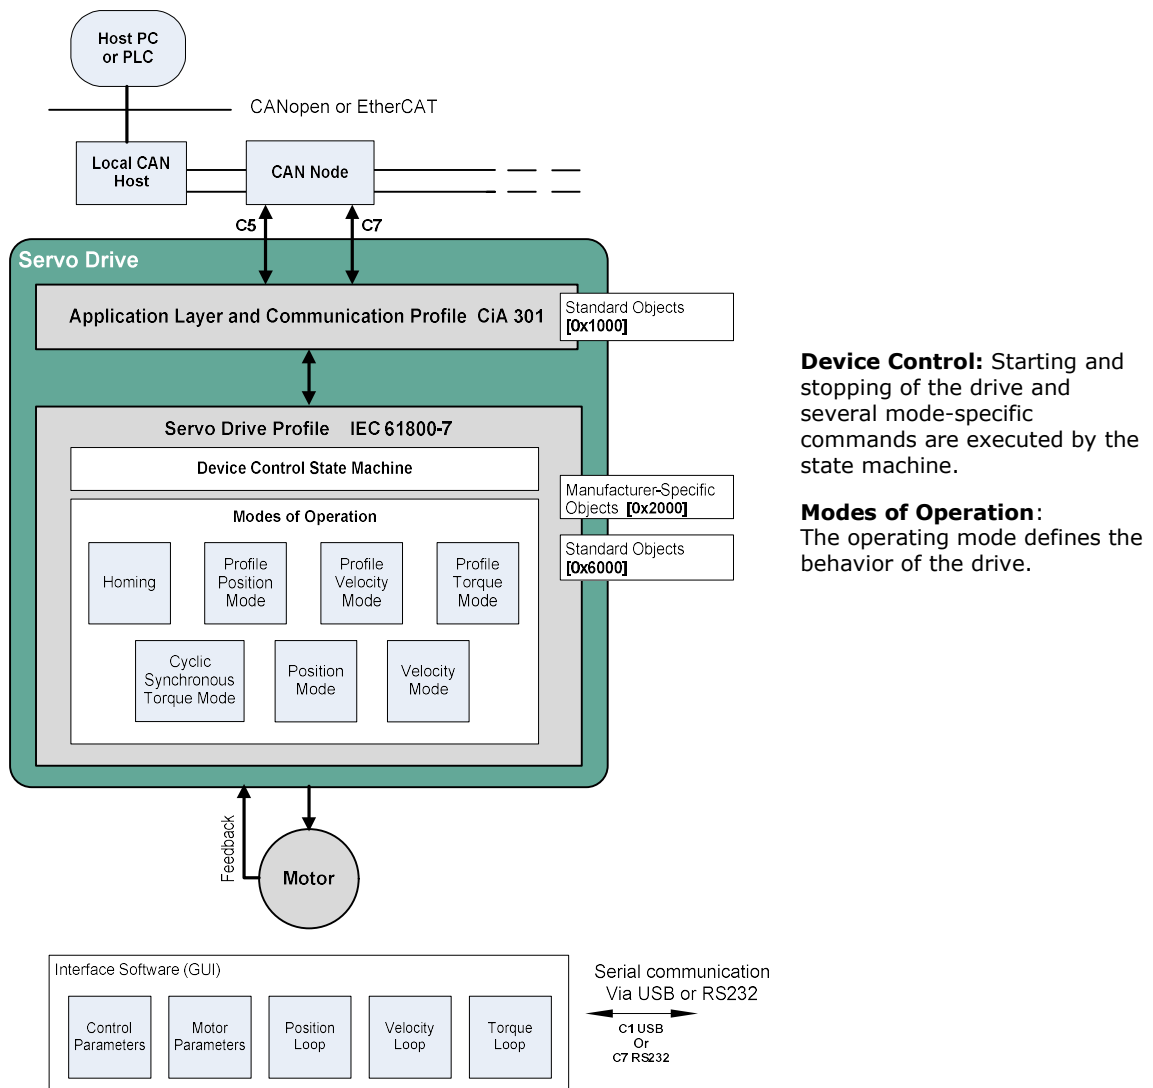 Host PC
or PLC
CANopen or EtherCAT
Local CAN
Host
CAN Node
C5
C7
Servo Drive
Application Layer and Communication Profile CiA 301
Standard Objects
[0x1000]
Servo Drive Profile IEC 61800-7
Device Control State Machine
Manufacturer-Specific
Objects [0x2000]
Modes of Operation
Standard Objects
[0x6000]
Homing
Profile
Position
Mode
Profile
Velocity
Mode
Profile
Torque
Mode
Cyclic
Synchronous
Torque Mode
Position
Mode
Velocity
Mode
Device Control: Starting and
stopping of the drive and
several mode-specific
commands are executed by the
state machine.
Modes of Operation:
The operating mode defines the
behavior of the drive.
Feedback
Motor
Interface Software (GUI)
Control
Parameters
Motor
Parameters
Position
Loop
Velocity
Loop
Torque
Loop
Serial communication
Via USB or RS232
C1 USB
Or
C7 RS232